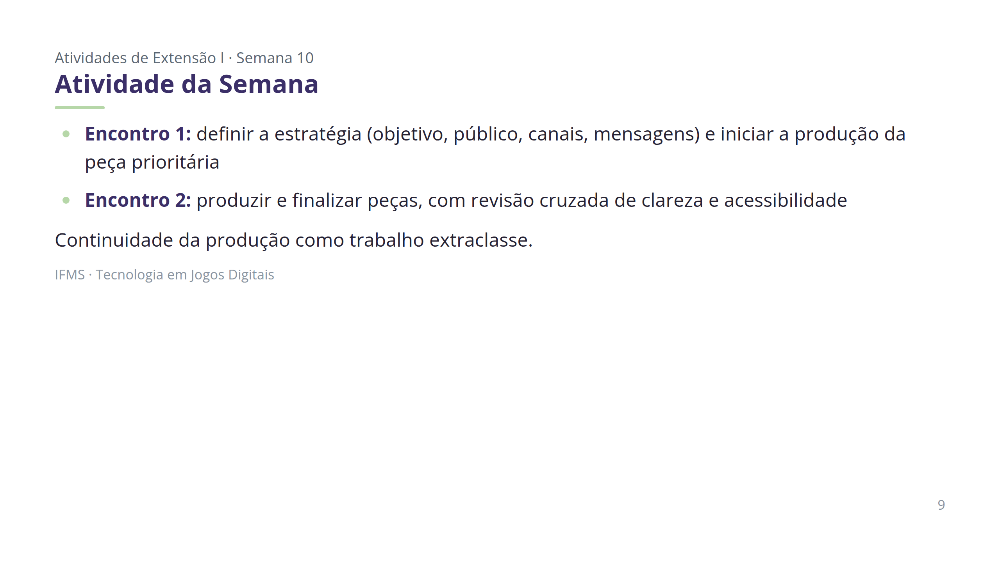 Atividades de Extensão I · Semana 10
Atividade da Semana
Encontro 1: definir a estratégia (objetivo, público, canais, mensagens) e iniciar a produção da
peça prioritária
Encontro 2: produzir e finalizar peças, com revisão cruzada de clareza e acessibilidade
Continuidade da produção como trabalho extraclasse.
IFMS · Tecnologia em Jogos Digitais
9